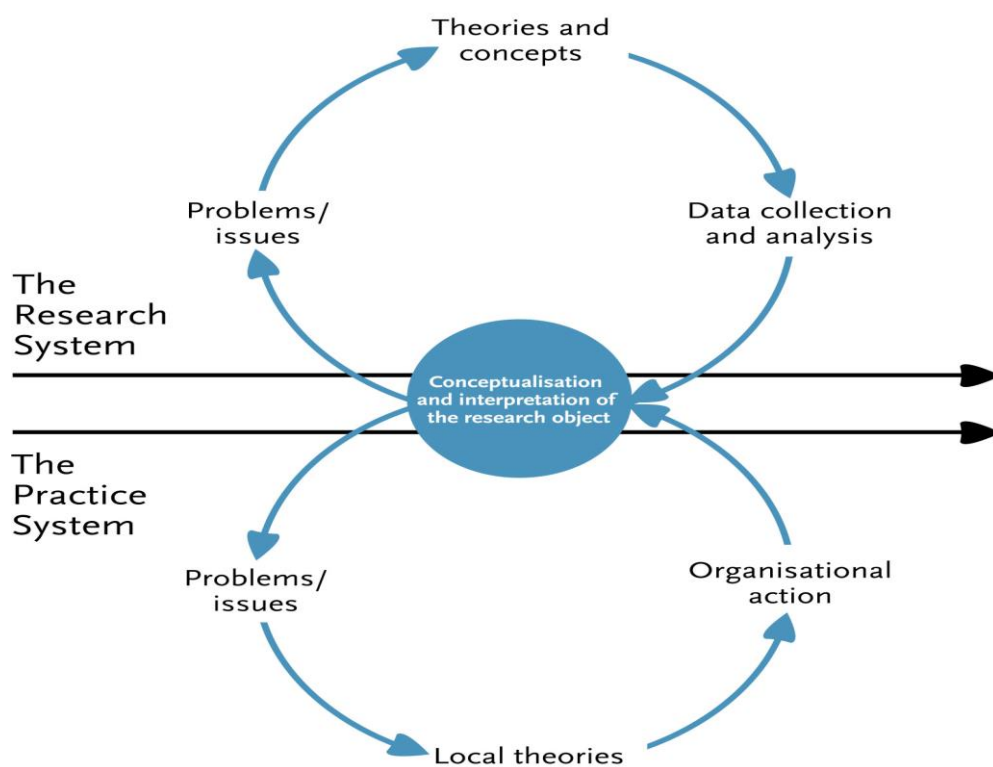 Theories and
concepts
Problems/
issues
Data collection
and analysis
The
Research
System
Conceptualisation
and interpretation of
the research object
The
Practice
System
Problems/
issues
Organisational
action
Local theories